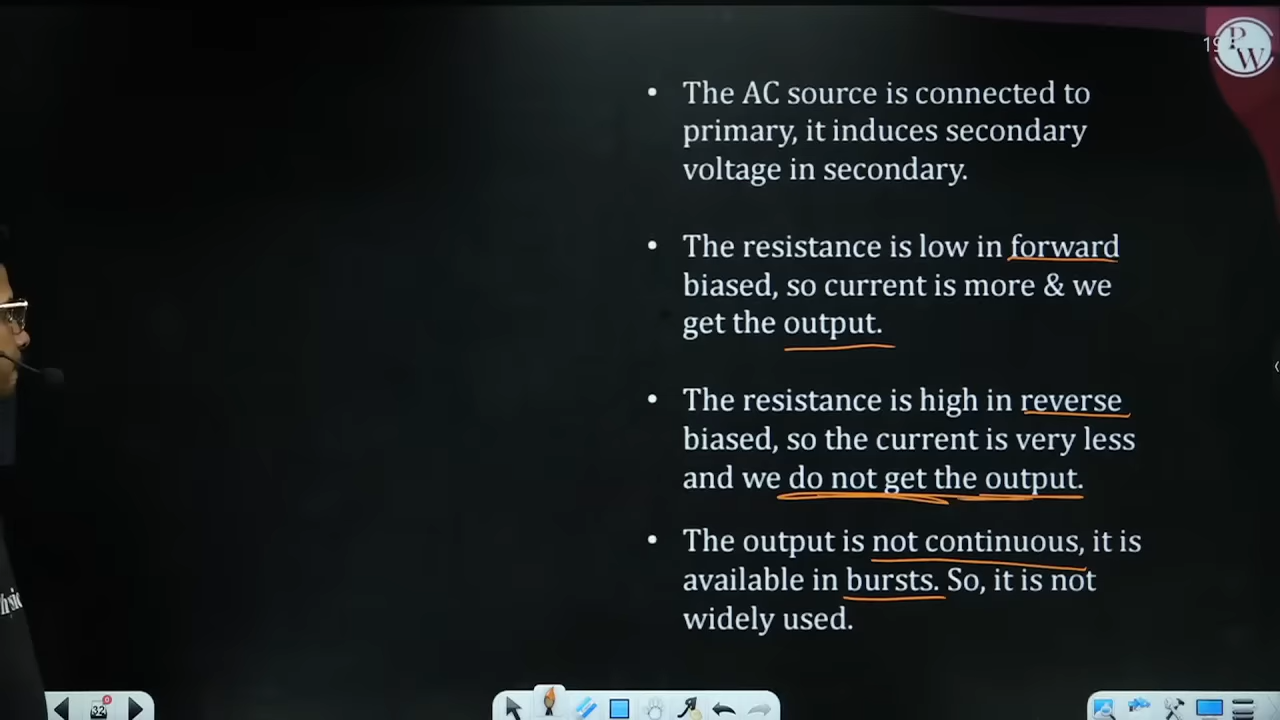 19
PW
• The AC source is connected to
primary, it induces secondary
voltage in secondary.
• The resistance is low in forward
biased, so current is more & we
get the output.
• The resistance is high in reverse
biased, so the current is very less
and we do not get the output.
• The output is not continuous, it is
available in bursts. So, it is not
widely used.
32